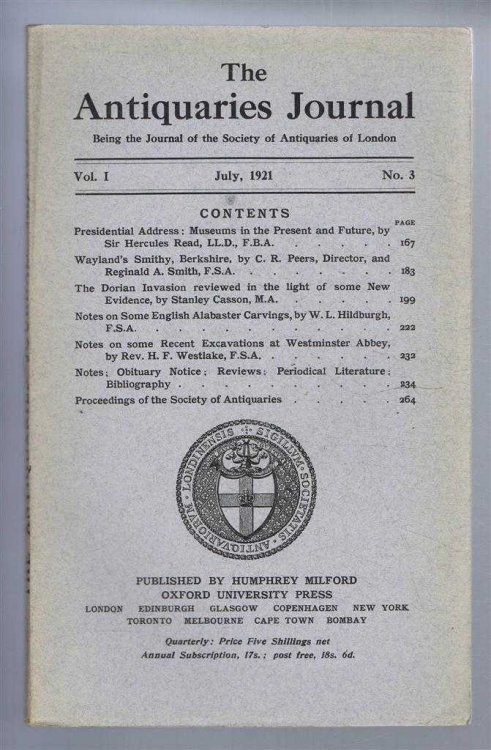 The
Antiquaries Journal
Being the Journal of the Society of Antiquaries of London
Vol. I July, 1921 No. 3
CONTENTS
PAGE
Presidential Address: Museums in the Present and Future, by
Sir Hercules Read, LL.D., F.B.A. . . . . . 167
Wayland's Smithy, Berkshire, by C. R. Peers, Director, and
Reginald A. Smith, F.S.A. . . . . . . 183
The Dorian Invasion reviewed in the light of some New
Evidence, by Stanley Casson, M.A. . . . . . 199
Notes on Some English Alabaster Carvings, by W. L. Hildburgh,
F.S.A. . . . . . . . . . . 222
Notes on some Recent Excavations at Westminster Abbey,
by Rev. H. F. Westlake, F.S.A. . . . . . . 232
Notes; Obituary Notice; Reviews; Periodical Literature;
Bibliography . . . . . . . . . 234
Proceedings of the Society of Antiquaries . . . . . 264
SIGILLVM · SOCIETATIS · ANTIQVARIORVM · LONDINENSIS
PUBLISHED BY HUMPHREY MILFORD
OXFORD UNIVERSITY PRESS
LONDON EDINBURGH GLASGOW COPENHAGEN NEW YORK
TORONTO MELBOURNE CAPE TOWN BOMBAY
Quarterly: Price Five Shillings net
Annual Subscription, 17s.; post free, 18s. 6d.